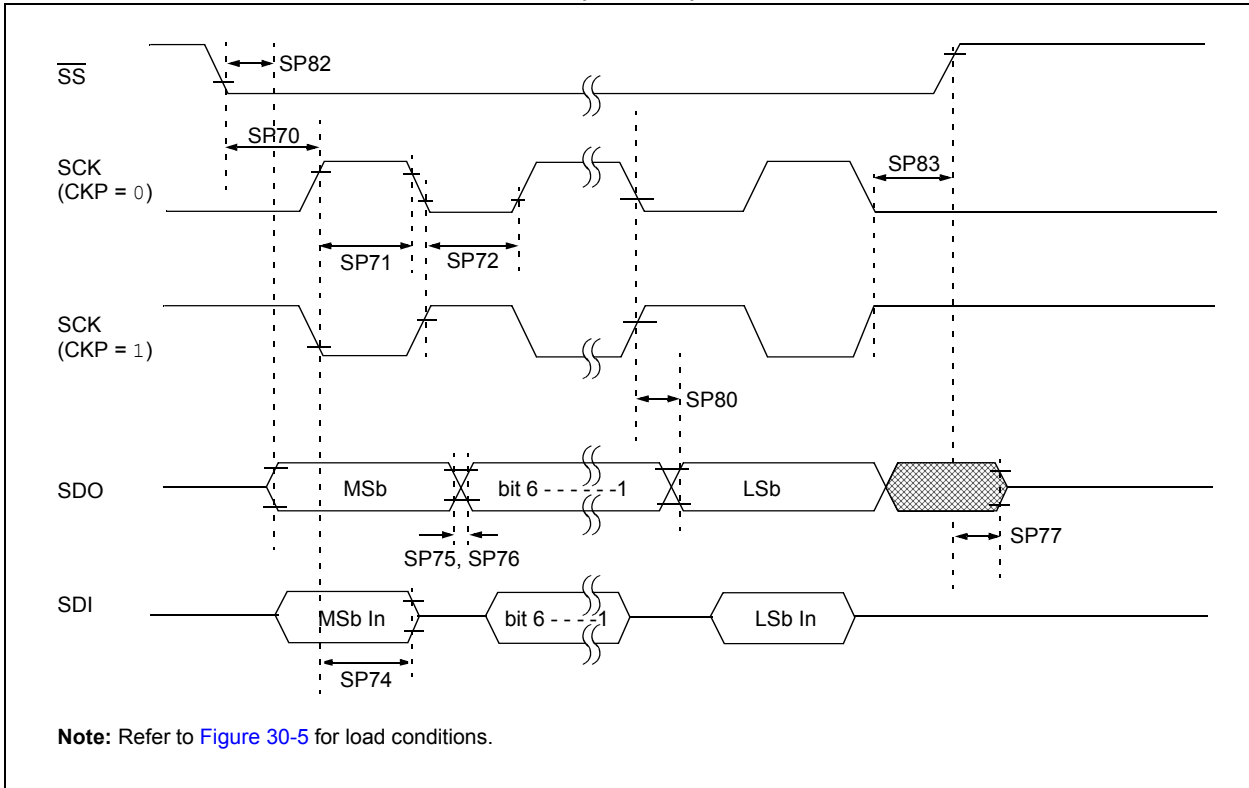 SS
SP82
SP70
SCK
(CKP = 0)
SP83
SP71
SP72
SCK
(CKP = 1)
SP80
SDO
MSb
bit 6 - - - - - -1
LSb
SP77
SP75, SP76
SDI
MSb In
bit 6 - - - -1
LSb In
SP74
Note: Refer to Figure 30-5 for load conditions.